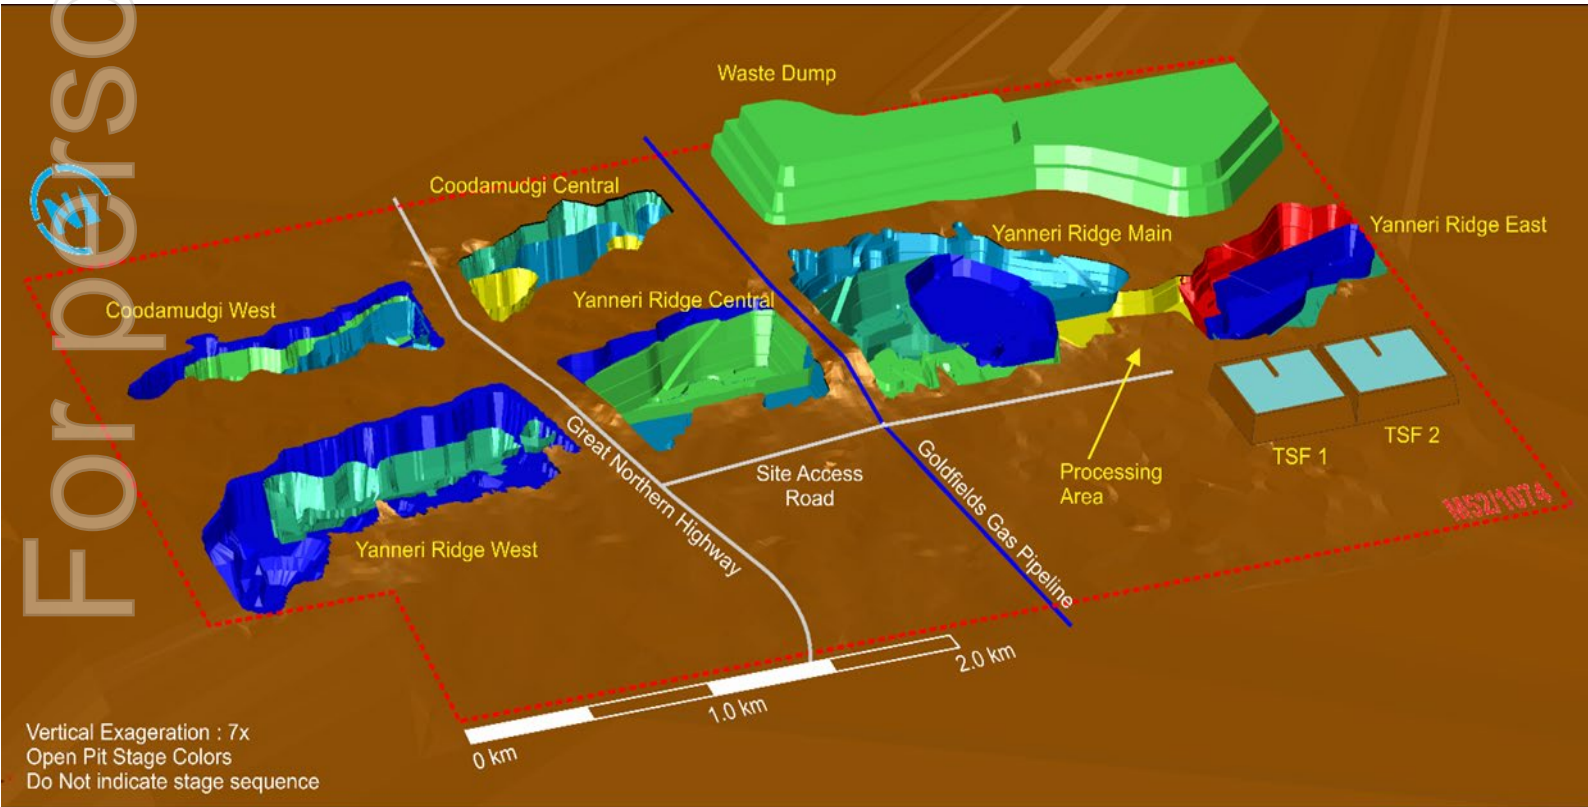 For perso
Waste Dump
Coodamudgi Central
Yanneri Ridge Main
Yanneri Ridge East
Coodamudgi West
Yanneri Ridge Central
Great Northern Highway
Site Access
Road
Goldfields Gas Pipeline
Processing
Area
TSF 1
TSF 2
M52/1074
Yanneri Ridge West
0 km
1.0 km
2.0 km
Vertical Exageration : 7x
Open Pit Stage Colors
Do Not indicate stage sequence
N